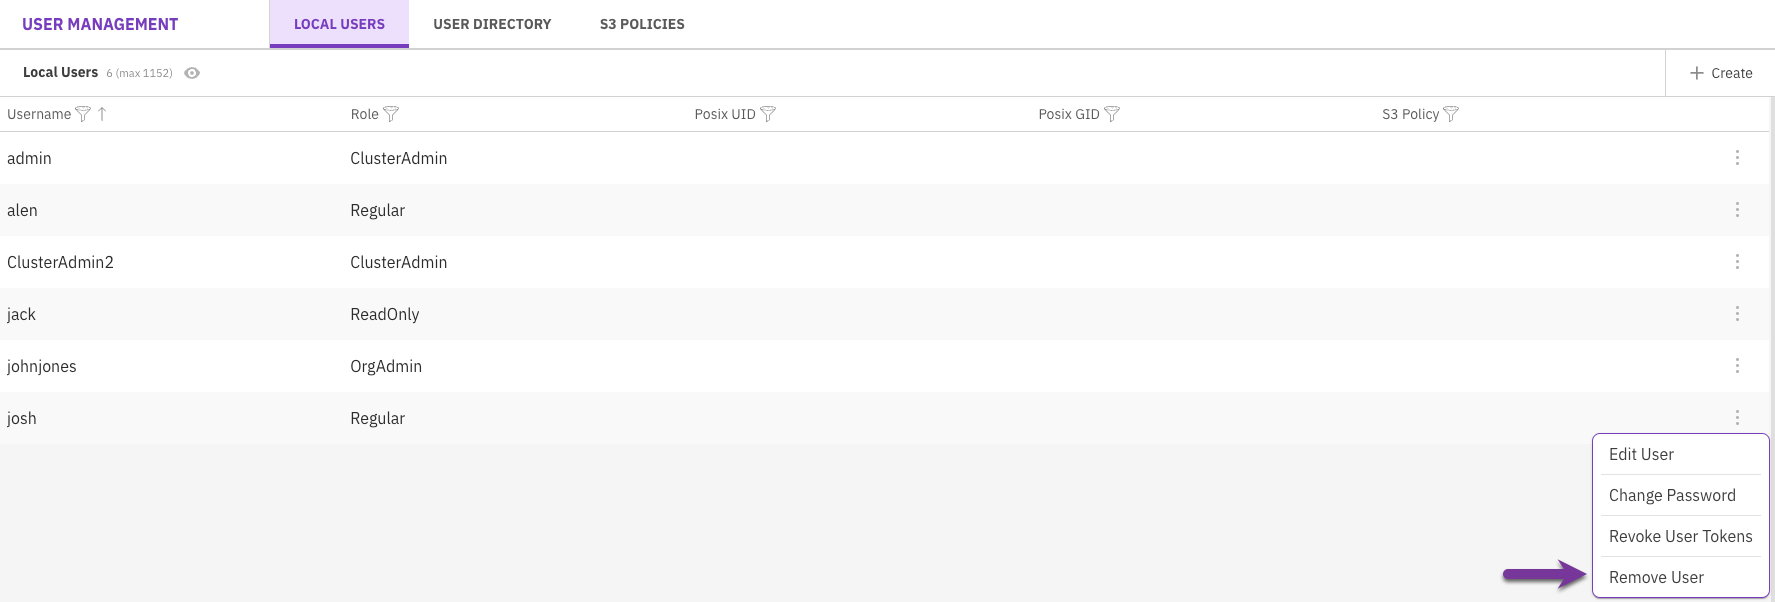 USER MANAGEMENT LOCAL USERS USER DIRECTORY S3 POLICIES
Local Users 6 (max 1152) Create
Username Role Posix UID Posix GID S3 Policy
admin ClusterAdmin
alen Regular
ClusterAdmin2 ClusterAdmin
jack ReadOnly
johnjones OrgAdmin
josh Regular
Edit User
Change Password
Revoke User Tokens
Remove User